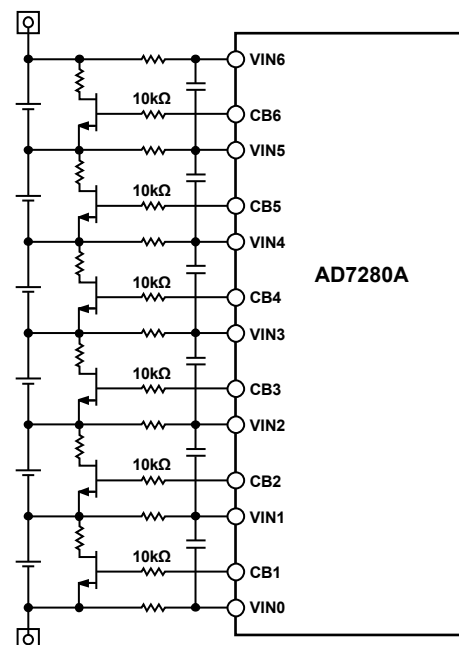 VIN6
10kΩ
CB6
VIN5
10kΩ
CB5
VIN4
AD7280A
10kΩ
CB4
VIN3
10kΩ
CB3
VIN2
10kΩ
CB2
VIN1
10kΩ
CB1
VIN0